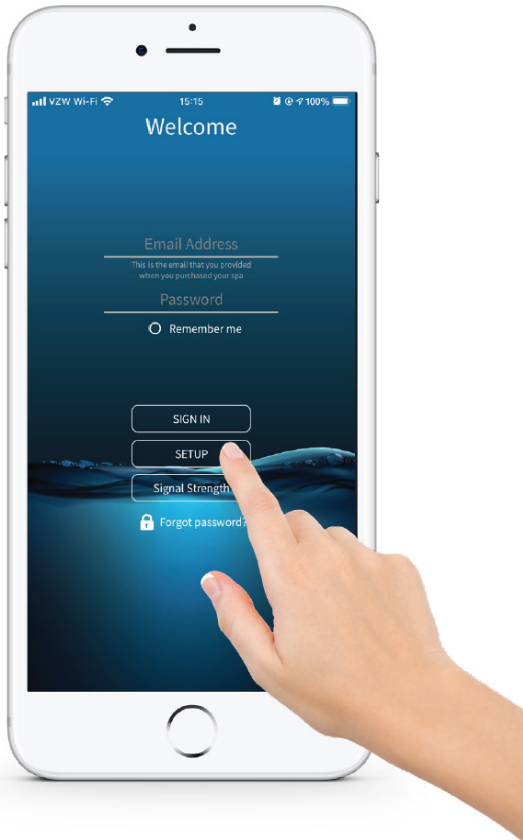 VZW Wi-Fi 15:15 100%
Welcome
Email Address
This is the email that you provided
when you purchased your spa
Password
Remember me
SIGN IN
SETUP
Signal Strength
Forgot password?